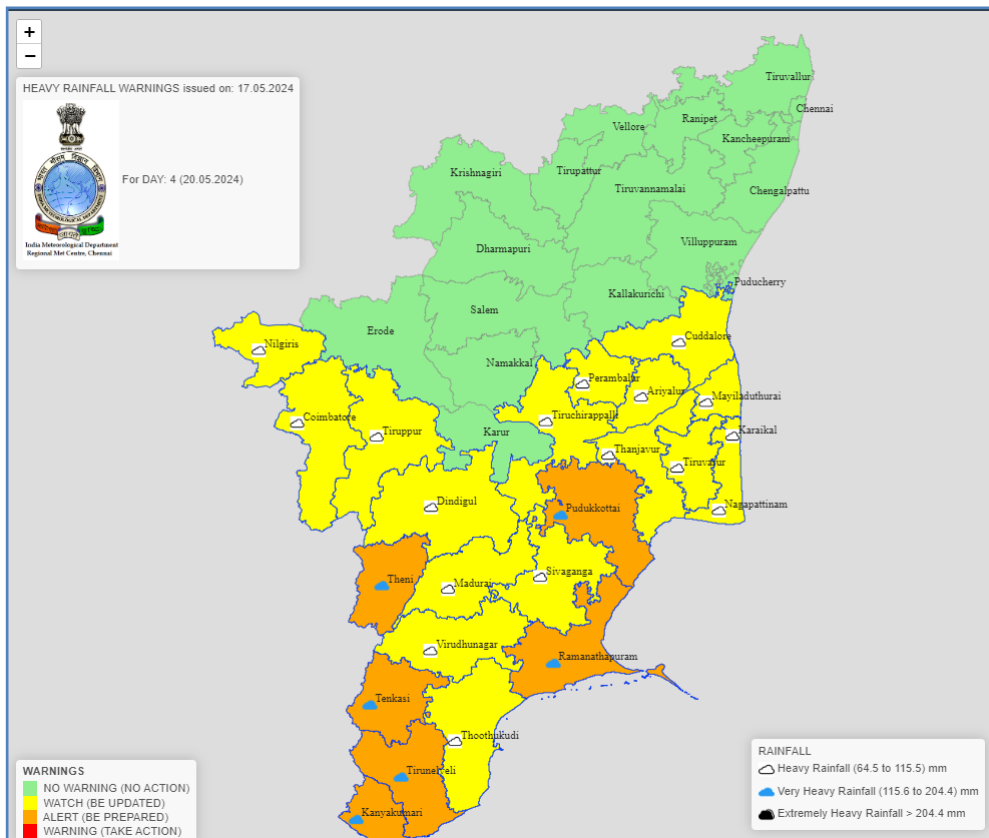 +
−
HEAVY RAINFALL WARNINGS issued on: 17.05.2024
For DAY: 4 (20.05.2024)
India Meteorological Department
Regional Met Centre, Chennai
Tiruvallur
Chennai
Ranipet
Vellore
Kancheepuram
Krishnagiri
Tirupattur
Tiruvannamalai
Chengalpattu
Dharmapuri
Villuppuram
Puducherry
Kallakurichi
Salem
Erode
Nilgiris
Cuddalore
Namakkal
Perambalur
Ariyalur
Mayiladuthurai
Coimbatore
Tiruchirappalli
Tiruppur
Karur
Karaikal
Thanjavur
Tiruvarur
Dindigul
Pudukkottai
Nagapattinam
Theni
Madurai
Sivaganga
Virudhunagar
Ramanathapuram
Tenkasi
Thoothukudi
Tirunelveli
Kanyakumari
WARNINGS
NO WARNING (NO ACTION)
WATCH (BE UPDATED)
ALERT (BE PREPARED)
WARNING (TAKE ACTION)
RAINFALL
Heavy Rainfall (64.5 to 115.5) mm
Very Heavy Rainfall (115.6 to 204.4) mm
Extremely Heavy Rainfall > 204.4 mm